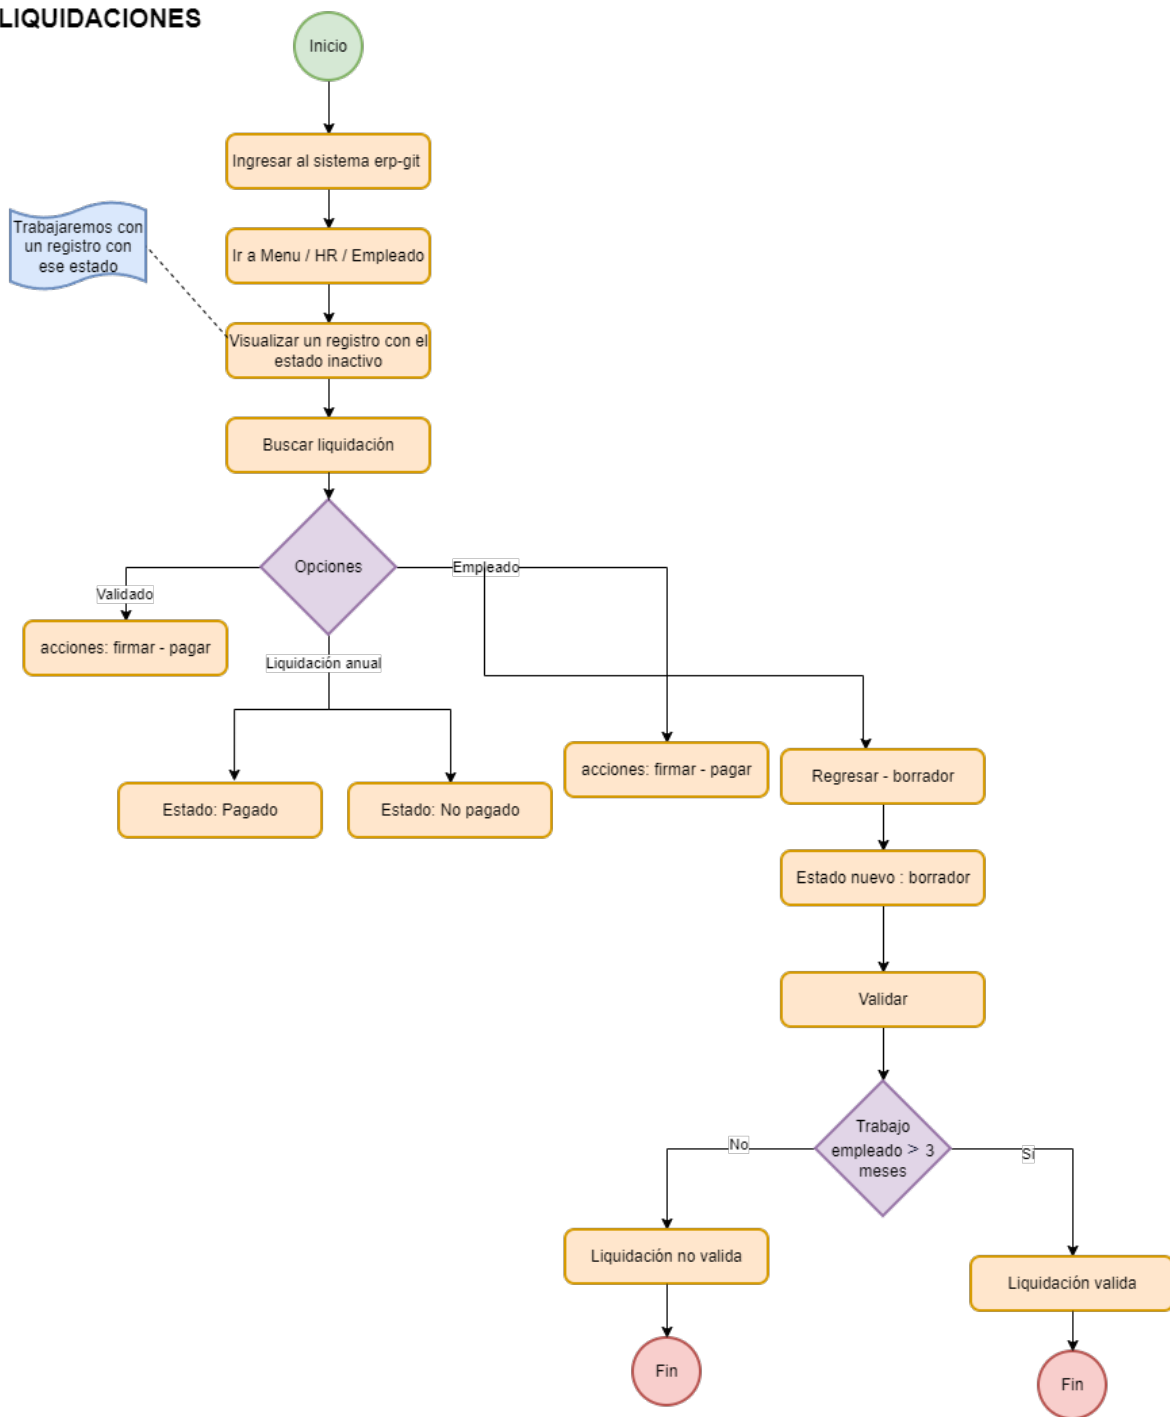 LIQUIDACIONES
Inicio
Ingresar al sistema erp-git
Trabajaremos con
un registro con
ese estado
Ir a Menu / HR / Empleado
Visualizar un registro con el
estado inactivo
Buscar liquidación
Opciones
Empleado
Validado
acciones: firmar - pagar
Liquidación anual
acciones: firmar - pagar
Regresar - borrador
Estado: Pagado
Estado: No pagado
Estado nuevo : borrador
Validar
Trabajo
empleado > 3
meses
No
Si
Liquidación no valida
Liquidación valida
Fin
Fin